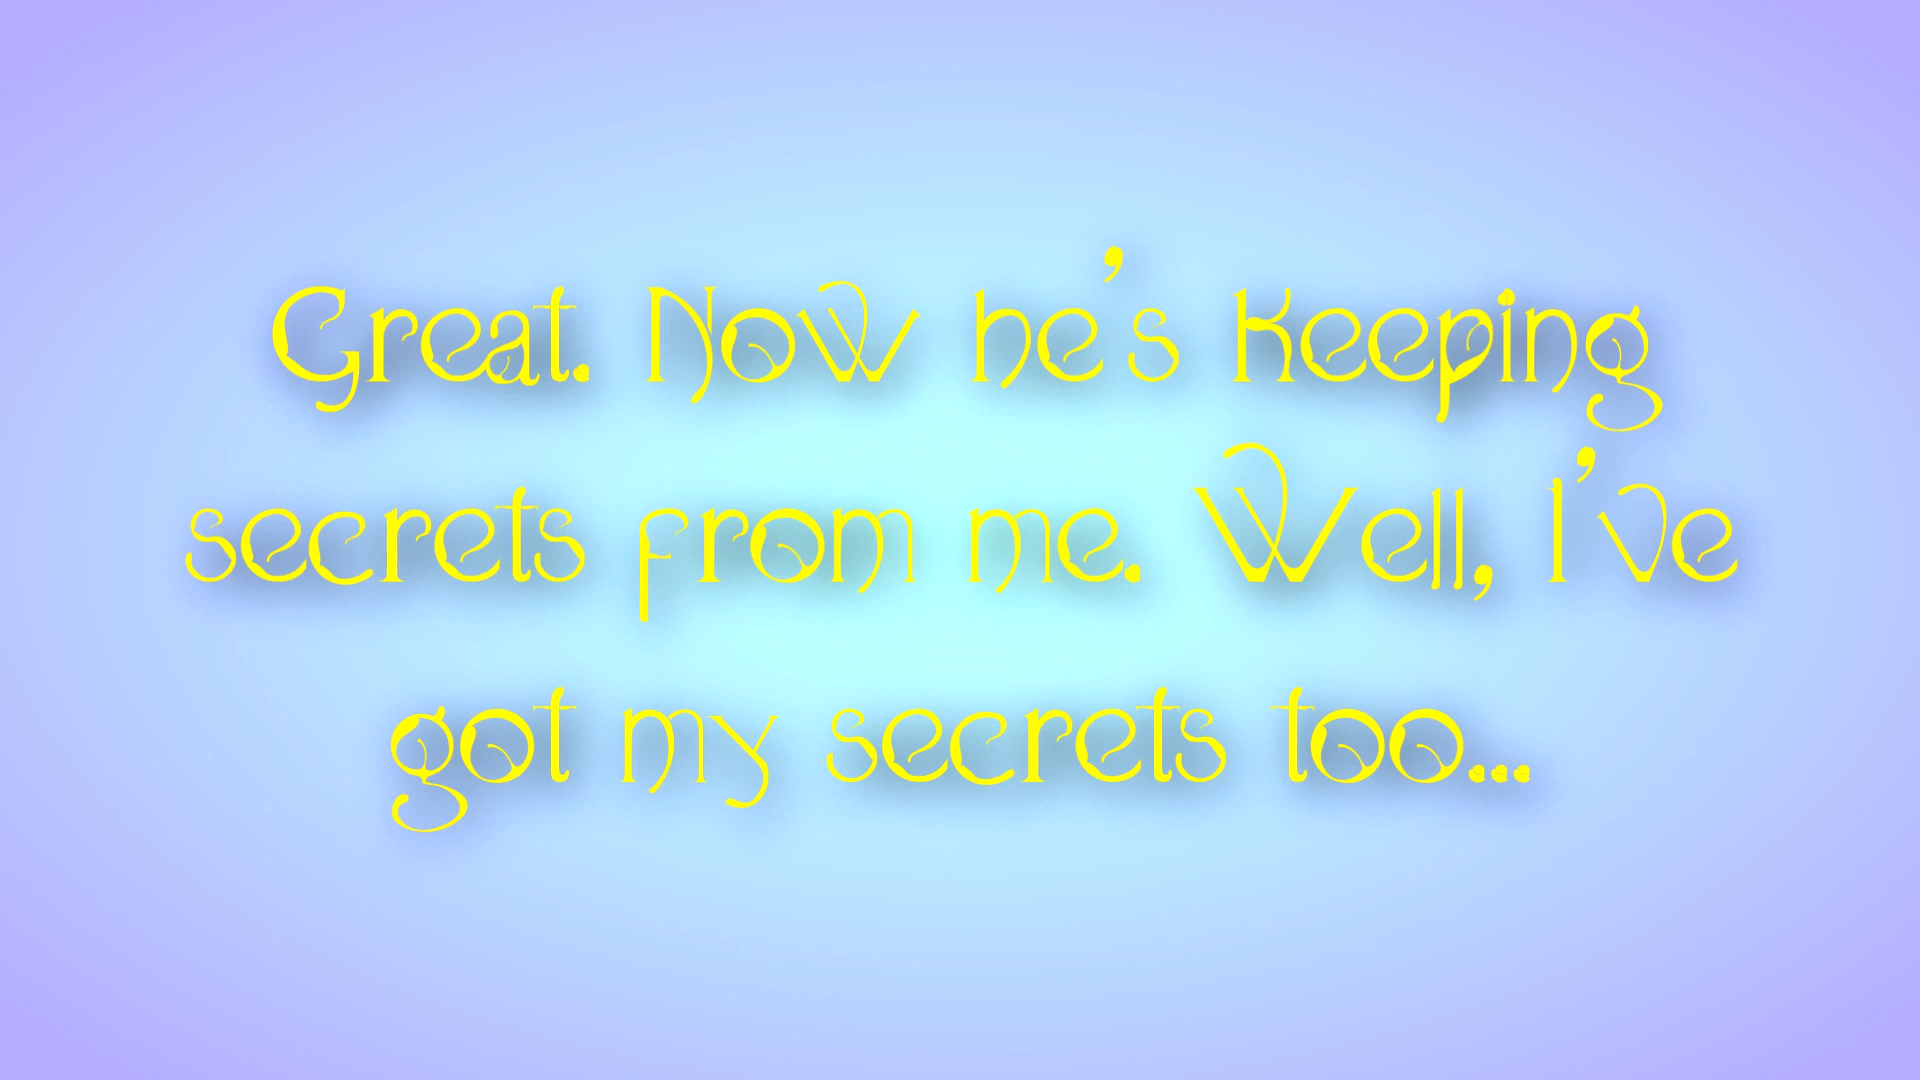 Great. Now he's keeping
secrets from me. Well, I've
got my secrets too...